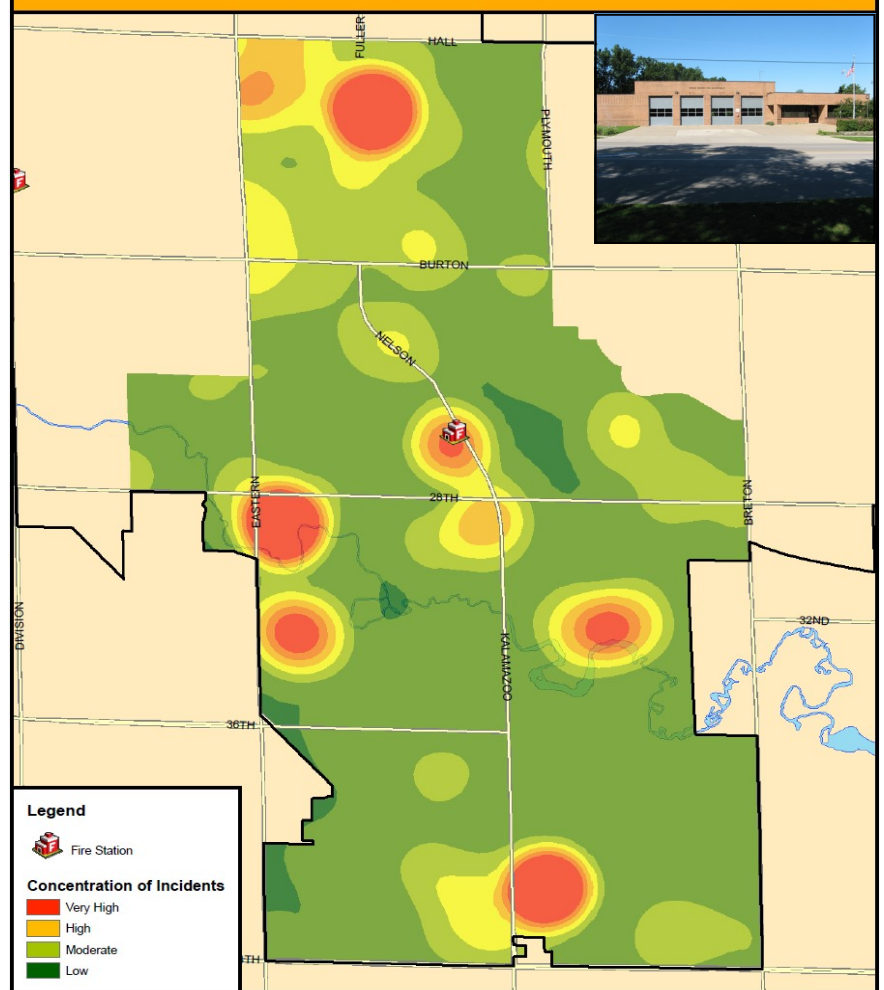 FULLER
HALL
PLYMOUTH
BURTON
NELSON
28TH
EASTERN
BRETON
DIVISION
32ND
KALAMAZOO
36TH
Legend
Fire Station
Concentration of Incidents
Very High
High
Moderate
Low